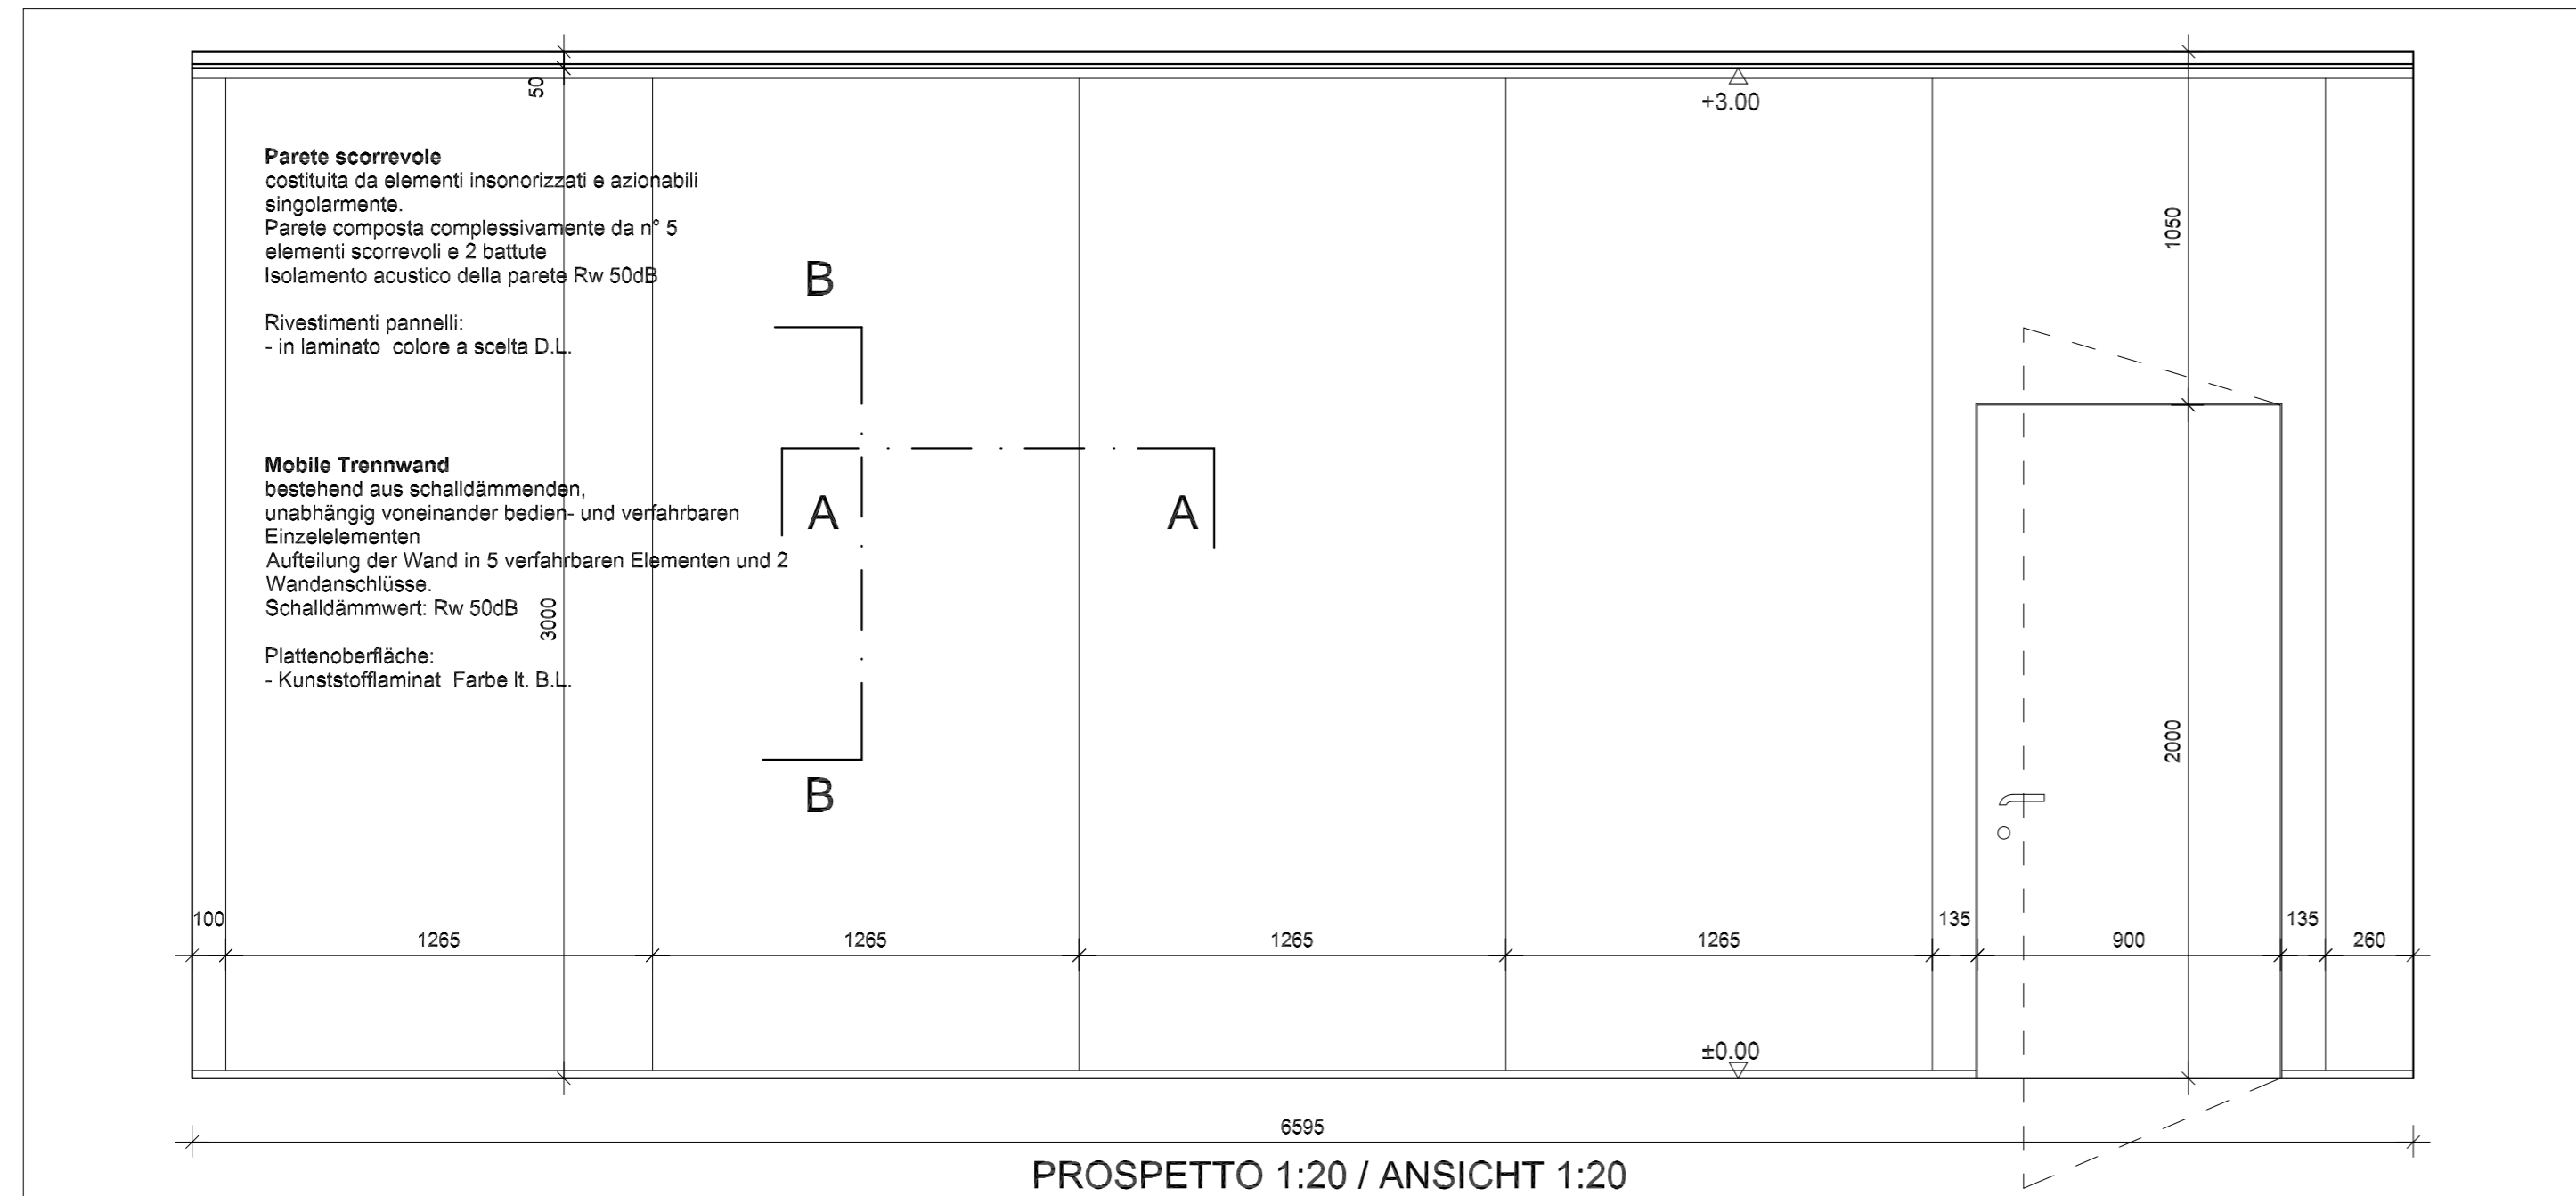 50
+3.00
Parete scorrevole
costituita da elementi insonorizzati e azionabili
singolarmente.
Parete composta complessivamente da n° 5
elementi scorrevoli e 2 battute
Isolamento acustico della parete Rw 50dB
Rivestimenti pannelli:
- in laminato colore a scelta D.L.
B
1050
Mobile Trennwand
bestehend aus schalldämmenden,
unabhängig voneinander bedien- und verfahrbaren
Einzelelementen
Aufteilung der Wand in 5 verfahrbaren Elementen und 2
Wandanschlüsse.
Schalldämmwert: Rw 50dB
Plattenoberfläche:
- Kunststofflaminat Farbe lt. B.L.
A
A
3000
2000
B
100
1265
1265
1265
1265
135
900
135
260
±0.00
6595
PROSPETTO 1:20 / ANSICHT 1:20